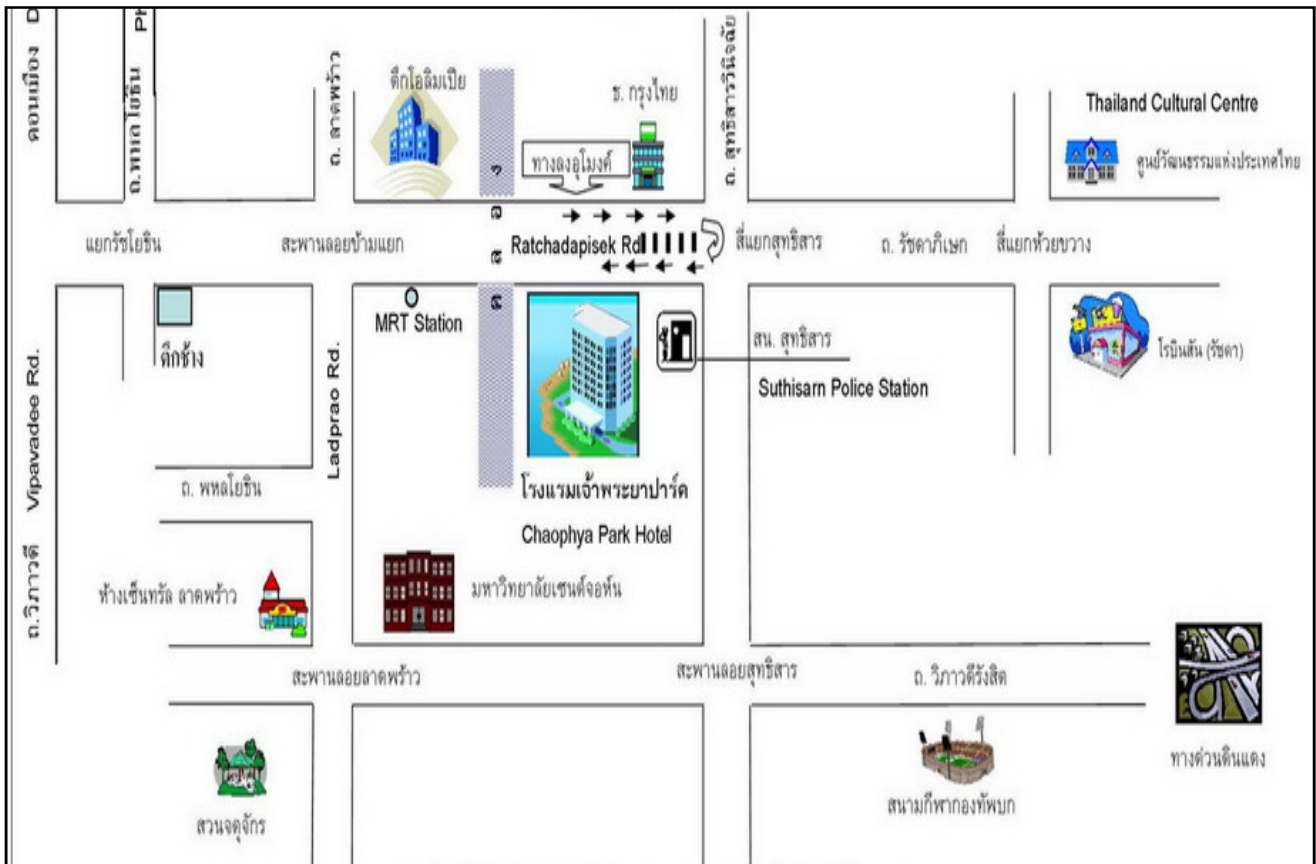 ดอนเมือง D
ถ.พหลโยธิน Ph
ถ. ลาดพร้าว
ตึกโอลิมเปีย
ธ. กรุงไทย
ทางลงอุโมงค์
ถ. สุทธิสารวินิจฉัย
Thailand Cultural Centre
ศูนย์วัฒนธรรมแห่งประเทศไทย
แยกรัชโยธิน
สะพานลอยข้ามแยก
คลอง
Ratchadapisek Rd
สี่แยกสุทธิสาร
ถ. รัชดาภิเษก
สี่แยกห้วยขวาง
MRT Station
ตึกช้าง
สน. สุทธิสาร
Suthisarn Police Station
โรบินสัน (รัชดา)
ถ.วิภาวดี Vipavadee Rd.
Ladprao Rd.
ถ. พหลโยธิน
โรงแรมเจ้าพระยาปาร์ค
Chaophya Park Hotel
ห้างเซ็นทรัล ลาดพร้าว
มหาวิทยาลัยเซนต์จอห์น
สะพานลอยลาดพร้าว
สะพานลอยสุทธิสาร
ถ. วิภาวดีรังสิต
ทางด่วนดินแดง
สวนจตุจักร
สนามกีฬากองทัพบก